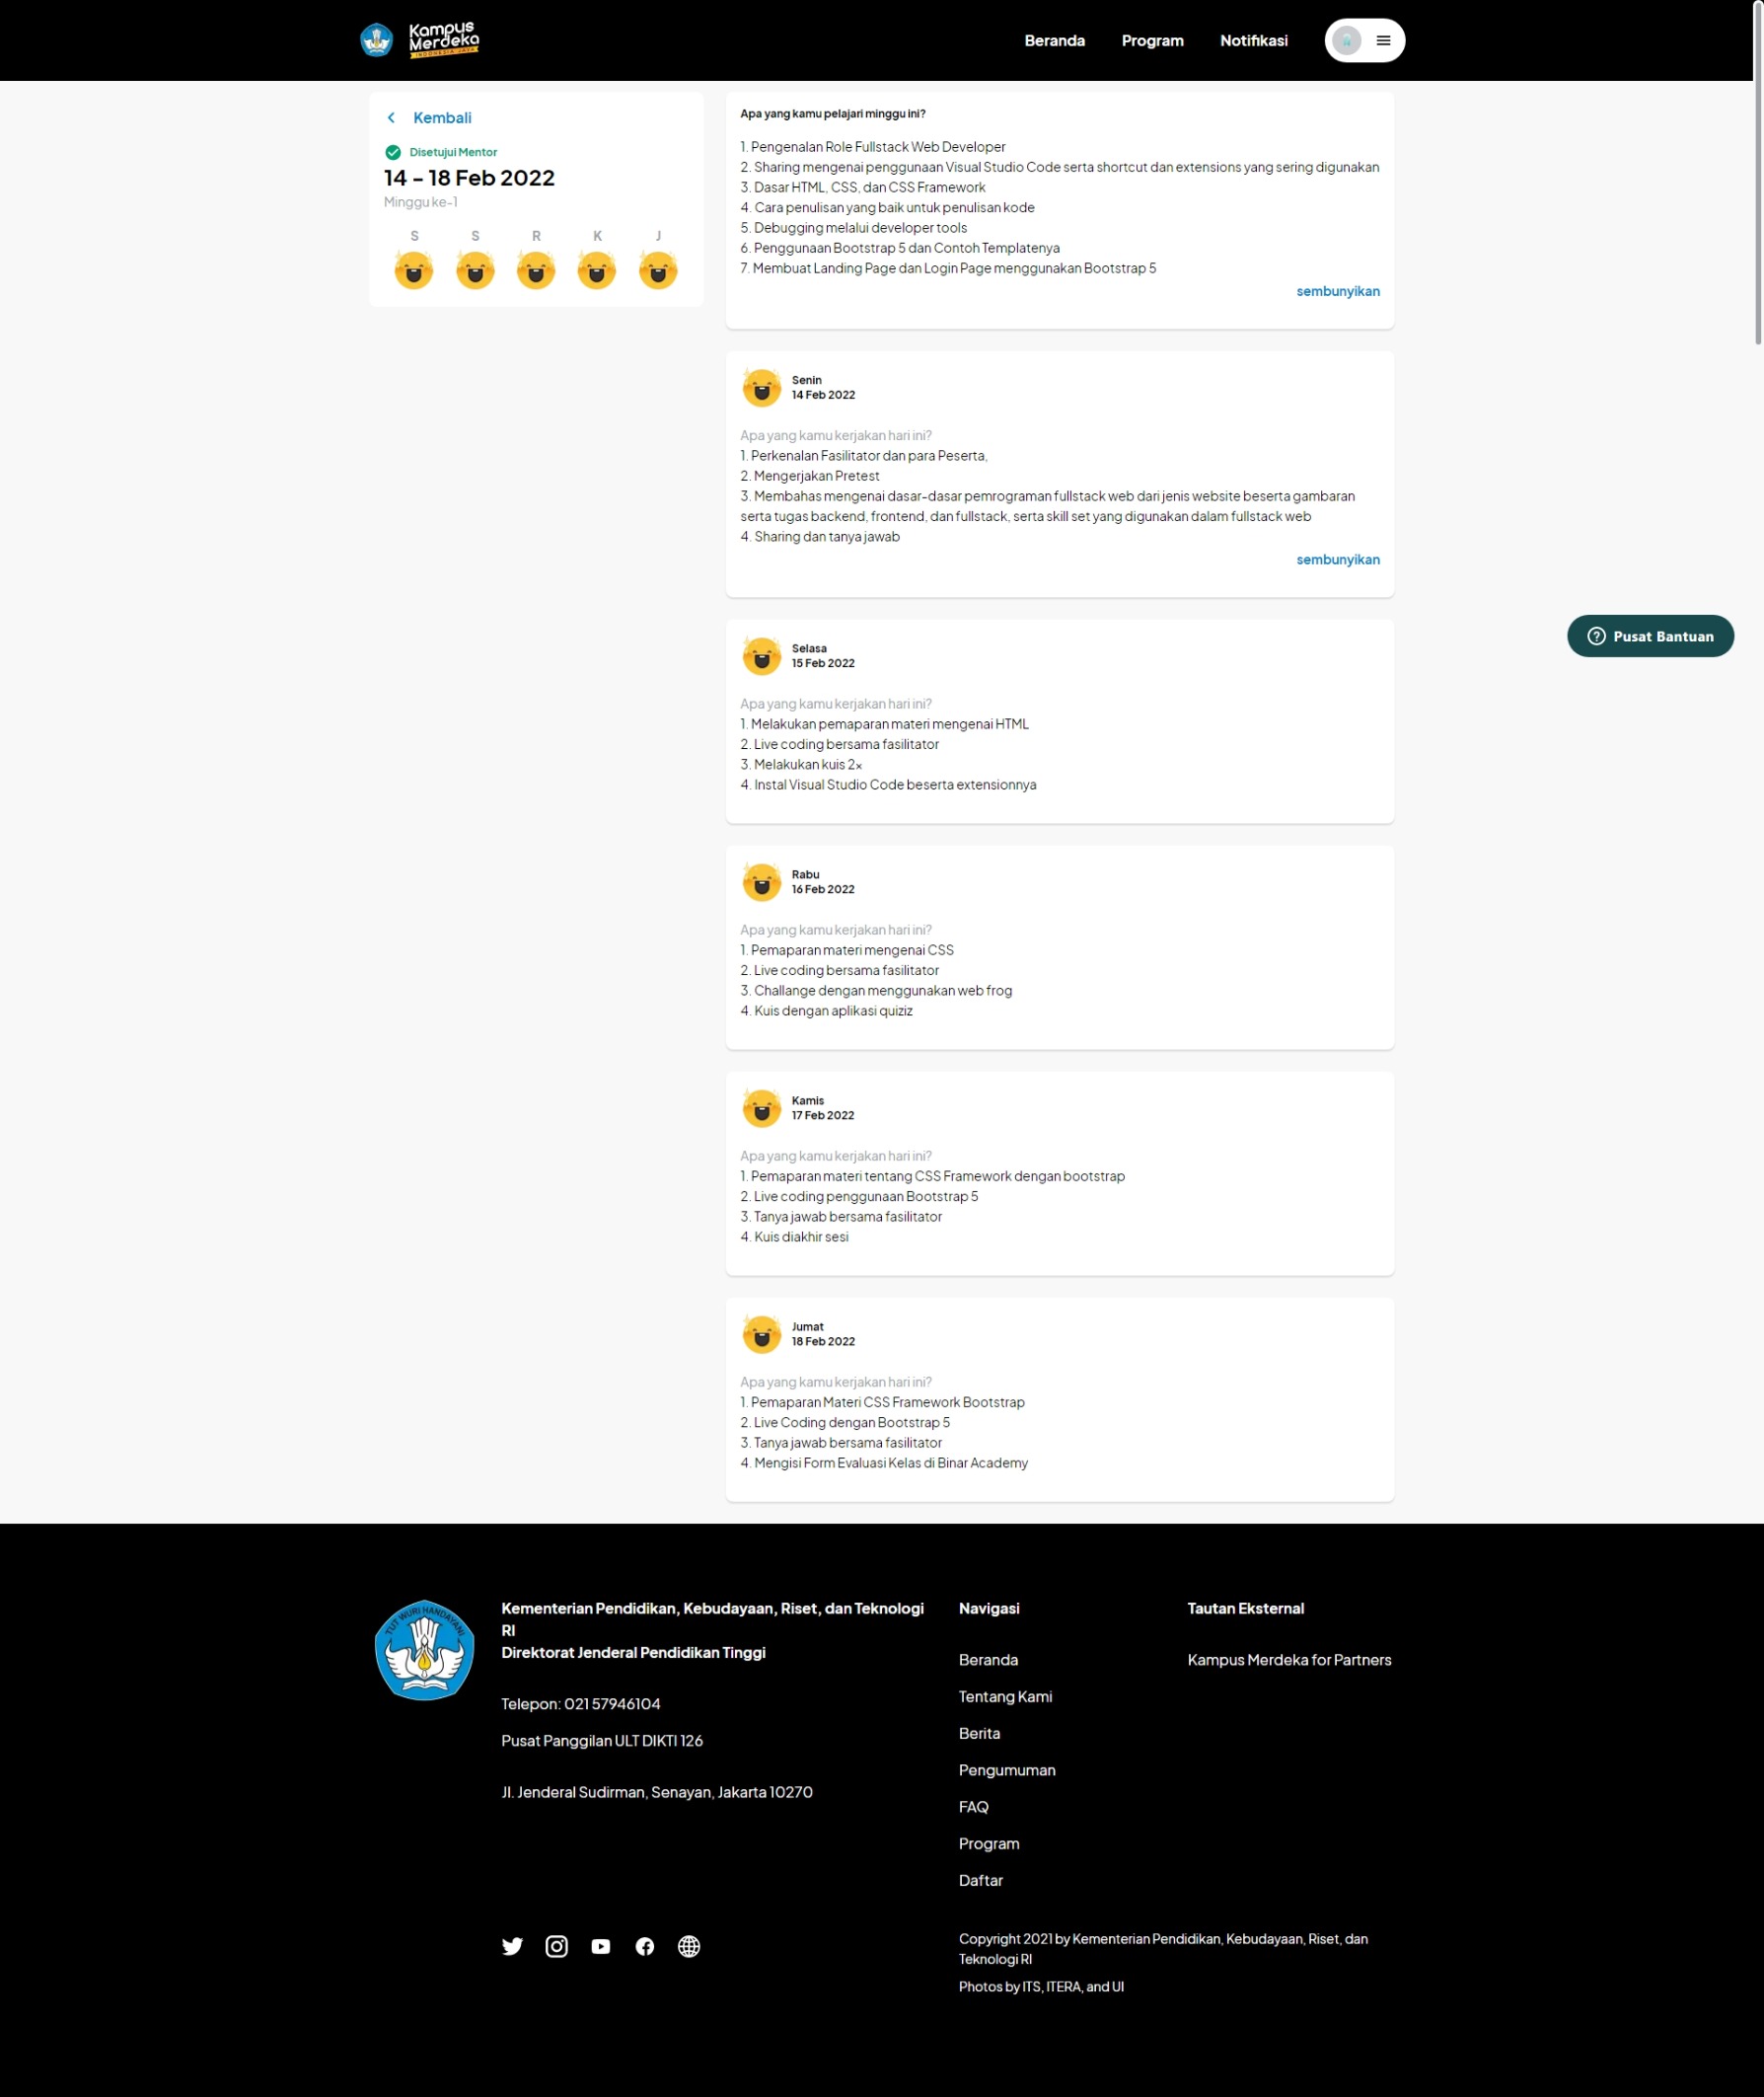 Kampus
Merdeka
INDONESIA JAYA
Beranda
Program
Notifikasi
Kembali
Disetujui Mentor
14 – 18 Feb 2022
Minggu ke-1
S S R K J
Apa yang kamu pelajari minggu ini?
1. Pengenalan Role Fullstack Web Developer
2. Sharing mengenai penggunaan Visual Studio Code serta shortcut dan extensions yang sering digunakan
3. Dasar HTML, CSS, dan CSS Framework
4. Cara penulisan yang baik untuk penulisan kode
5. Debugging melalui developer tools
6. Penggunaan Bootstrap 5 dan Contoh Templatenya
7. Membuat Landing Page dan Login Page menggunakan Bootstrap 5
sembunyikan
Senin
14 Feb 2022
Apa yang kamu kerjakan hari ini?
1. Perkenalan Fasilitator dan para Peserta,
2. Mengerjakan Pretest
3. Membahas mengenai dasar-dasar pemrograman fullstack web dari jenis website beserta gambaran
serta tugas backend, frontend, dan fullstack, serta skill set yang digunakan dalam fullstack web
4. Sharing dan tanya jawab
sembunyikan
Selasa
15 Feb 2022
Apa yang kamu kerjakan hari ini?
1. Melakukan pemaparan materi mengenai HTML
2. Live coding bersama fasilitator
3. Melakukan kuis 2x
4. Instal Visual Studio Code beserta extensionnya
Pusat Bantuan
Rabu
16 Feb 2022
Apa yang kamu kerjakan hari ini?
1. Pemaparan materi mengenai CSS
2. Live coding bersama fasilitator
3. Challange dengan menggunakan web frog
4. Kuis dengan aplikasi quiziz
Kamis
17 Feb 2022
Apa yang kamu kerjakan hari ini?
1. Pemaparan materi tentang CSS Framework dengan bootstrap
2. Live coding penggunaan Bootstrap 5
3. Tanya jawab bersama fasilitator
4. Kuis diakhir sesi
Jumat
18 Feb 2022
Apa yang kamu kerjakan hari ini?
1. Pemaparan Materi CSS Framework Bootstrap
2. Live Coding dengan Bootstrap 5
3. Tanya jawab bersama fasilitator
4. Mengisi Form Evaluasi Kelas di Binar Academy
TUT WURI HANDAYANI
Kementerian Pendidikan, Kebudayaan, Riset, dan Teknologi
RI
Direktorat Jenderal Pendidikan Tinggi
Telepon: 021 57946104
Pusat Panggilan ULT DIKTI 126
Jl. Jenderal Sudirman, Senayan, Jakarta 10270
Navigasi
Beranda
Tentang Kami
Berita
Pengumuman
FAQ
Program
Daftar
Tautan Eksternal
Kampus Merdeka for Partners
Copyright 2021 by Kementerian Pendidikan, Kebudayaan, Riset, dan
Teknologi RI
Photos by ITS, ITERA, and UI